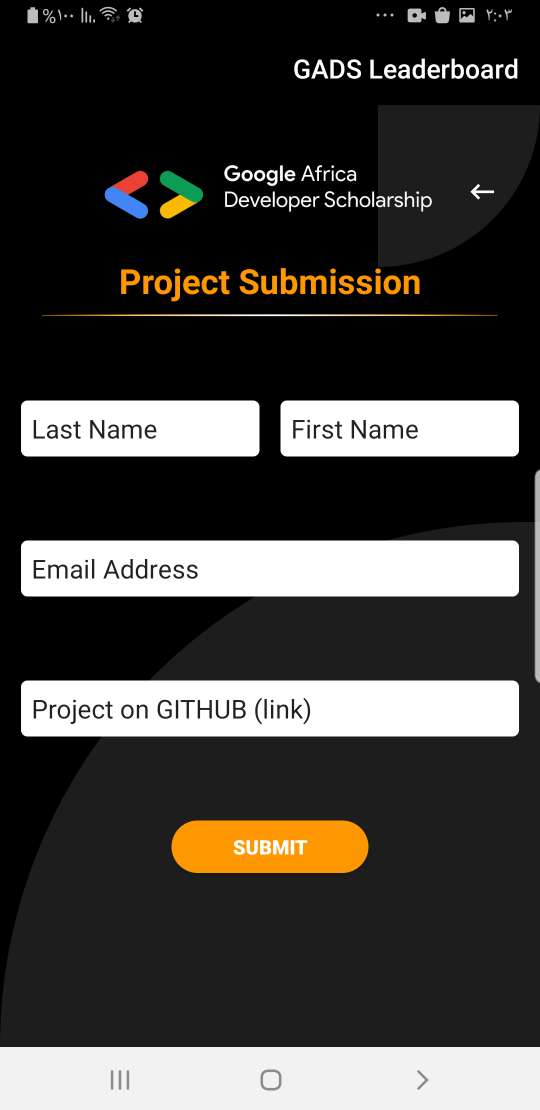 %١٠٠
٢:٠٣
GADS Leaderboard
Google Africa
Developer Scholarship
Project Submission
Last Name
First Name
Email Address
Project on GITHUB (link)
SUBMIT